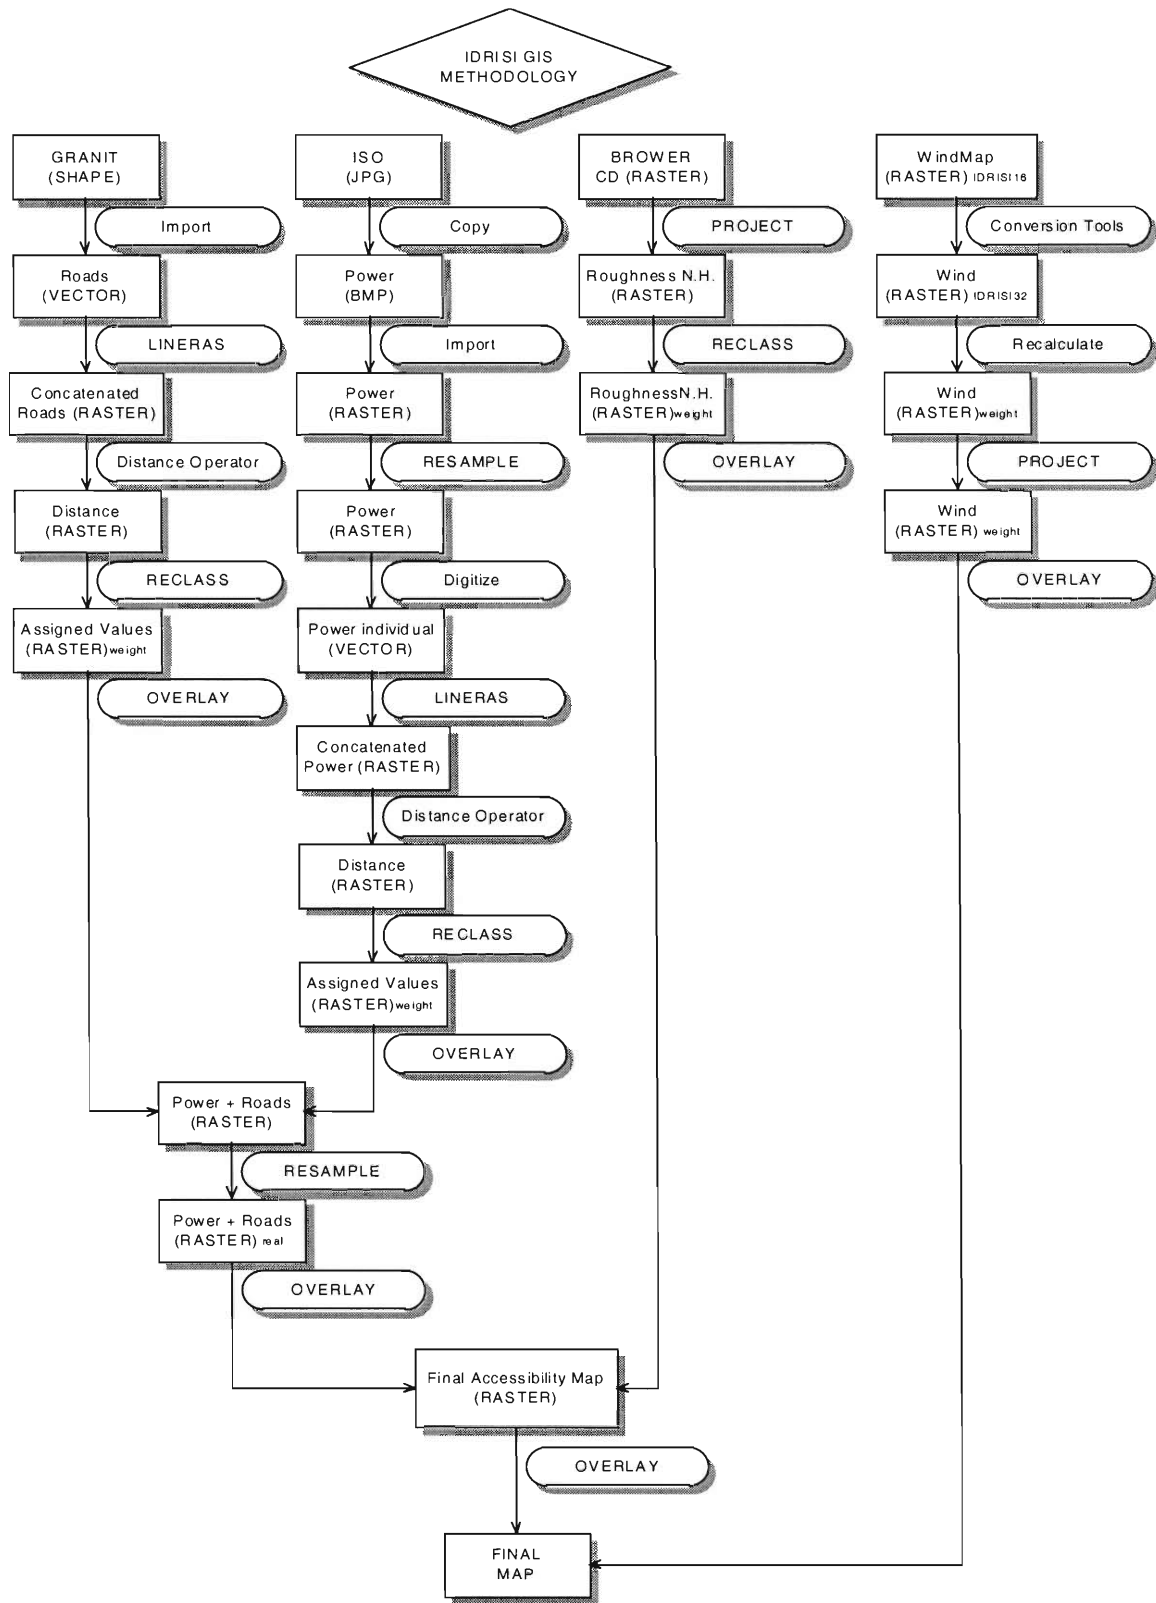 IDRISI GIS
METHODOLOGY
GRANIT
(SHAPE)
Import
Roads
(VECTOR)
LINERAS
Concatenated
Roads (RASTER)
Distance Operator
Distance
(RASTER)
RECLASS
Assigned Values
(RASTER)weight
OVERLAY
ISO
(JPG)
Copy
Power
(BMP)
Import
Power
(RASTER)
RESAMPLE
Power
(RASTER)
Digitize
Power individual
(VECTOR)
LINERAS
Concatenated
Power (RASTER)
Distance Operator
Distance
(RASTER)
RECLASS
Assigned Values
(RASTER)weight
OVERLAY
BROWER
CD (RASTER)
PROJECT
Roughness N.H.
(RASTER)
RECLASS
RoughnessN.H.
(RASTER)weight
OVERLAY
WindMap
(RASTER) IDRISI16
Conversion Tools
Wind
(RASTER) IDRISI32
Recalculate
Wind
(RASTER)weight
PROJECT
Wind
(RASTER) weight
OVERLAY
Power + Roads
(RASTER)
RESAMPLE
Power + Roads
(RASTER) real
OVERLAY
Final Accessibility Map
(RASTER)
OVERLAY
FINAL
MAP